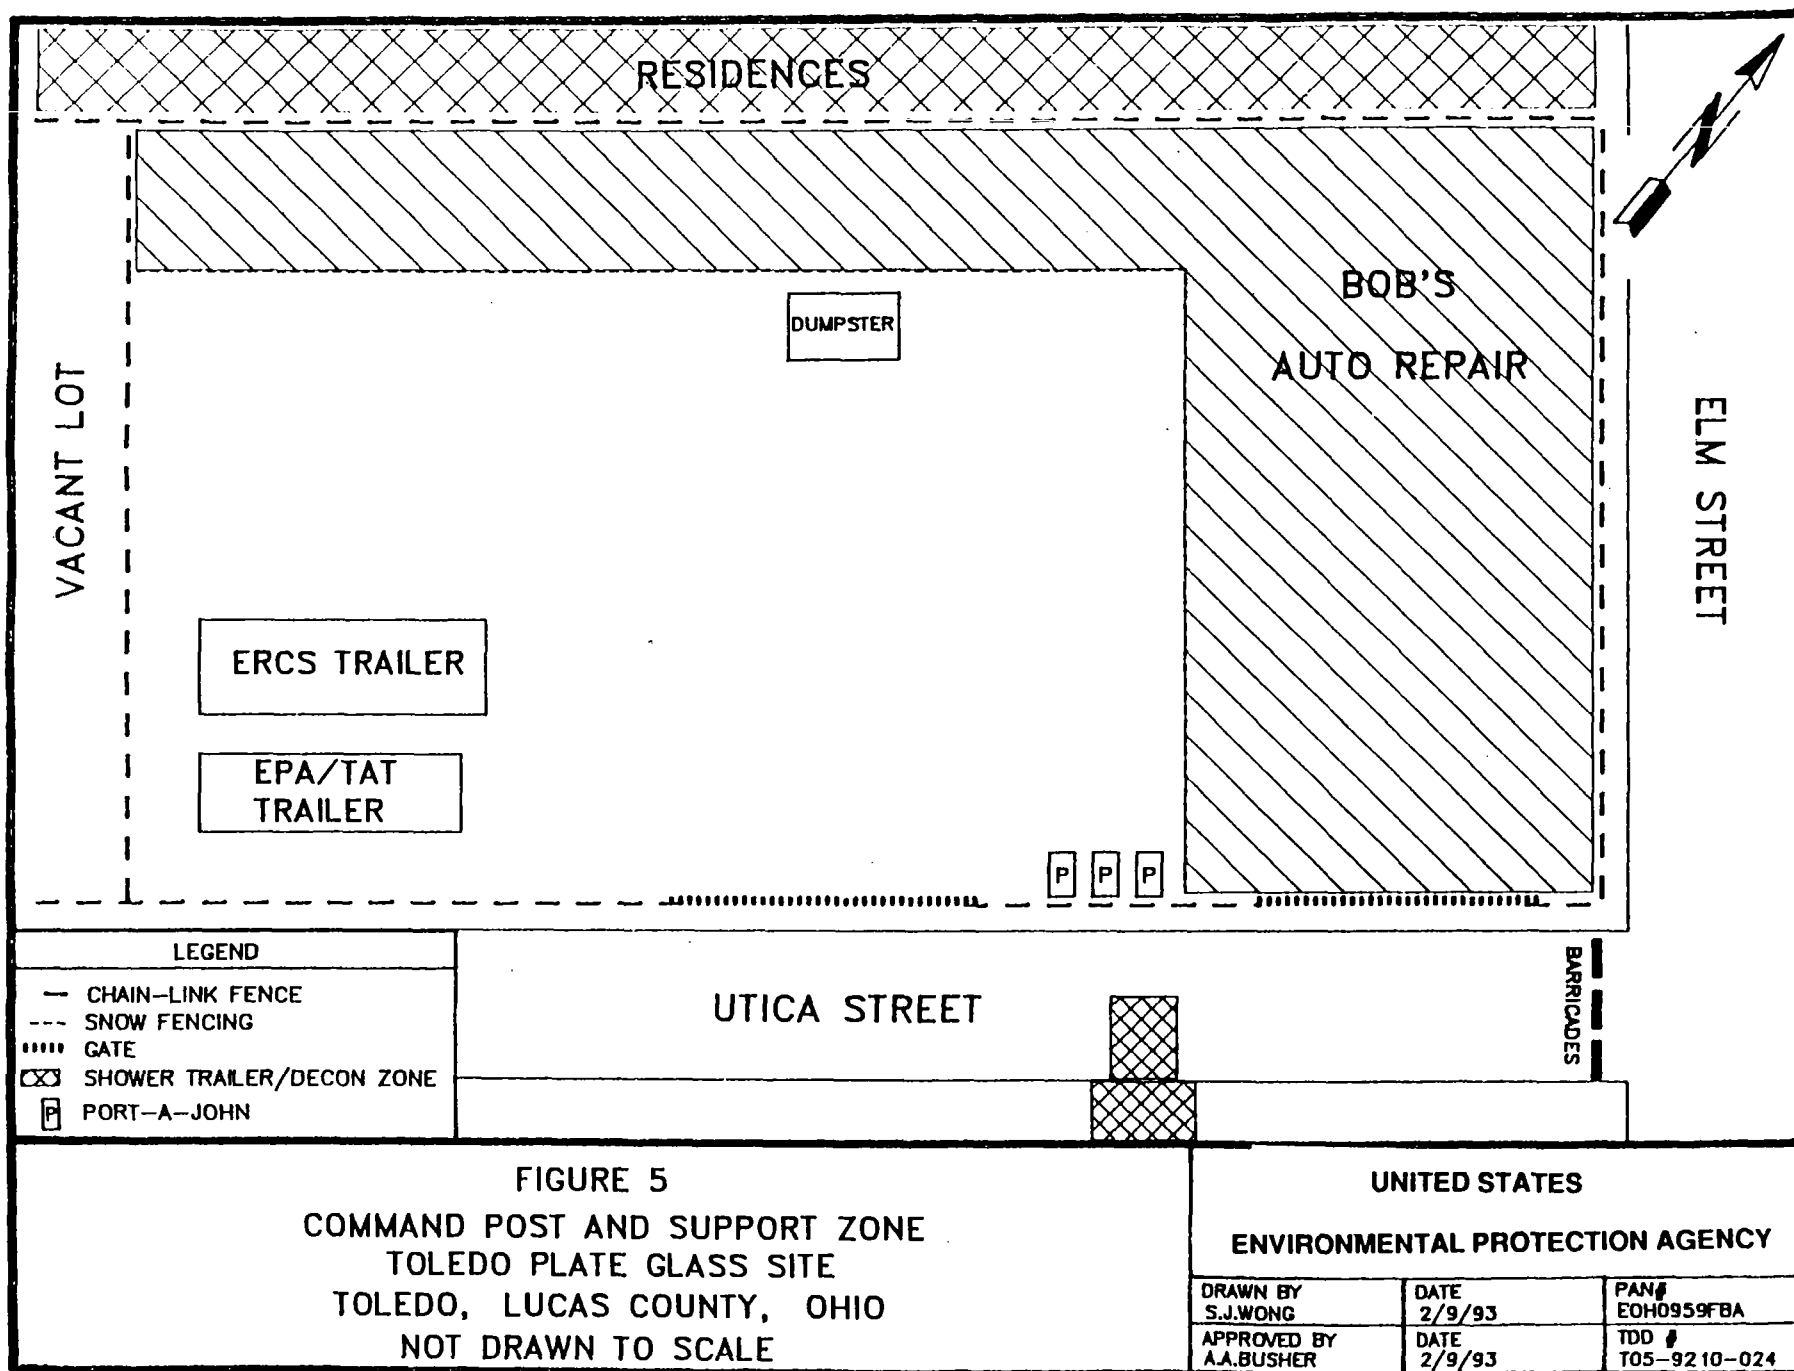 RESIDENCES
N
BOB'S
AUTO REPAIR
DUMPSTER
VACANT LOT
ELM STREET
ERCS TRAILER
EPA/TAT
TRAILER
P P P
BARRICADES
UTICA STREET
LEGEND
CHAIN-LINK FENCE
SNOW FENCING
GATE
SHOWER TRAILER/DECON ZONE
P PORT-A-JOHN
FIGURE 5
COMMAND POST AND SUPPORT ZONE
TOLEDO PLATE GLASS SITE
TOLEDO, LUCAS COUNTY, OHIO
NOT DRAWN TO SCALE
UNITED STATES
ENVIRONMENTAL PROTECTION AGENCY
DRAWN BY DATE PAN#
S.J.WONG 2/9/93 EOH0959FBA
APPROVED BY DATE TDD #
A.A.BUSHER 2/9/93 T05-9210-024